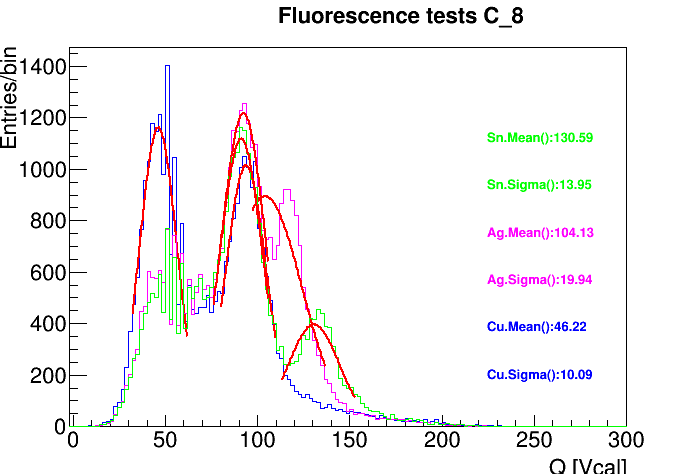 Fluorescence tests C_8
Entries/bin
1400
1200
1000
800
600
400
200
0
Sn.Mean():130.59
Sn.Sigma():13.95
Ag.Mean():104.13
Ag.Sigma():19.94
Cu.Mean():46.22
Cu.Sigma():10.09
0 50 100 150 200 250 300
Q [Vcal]